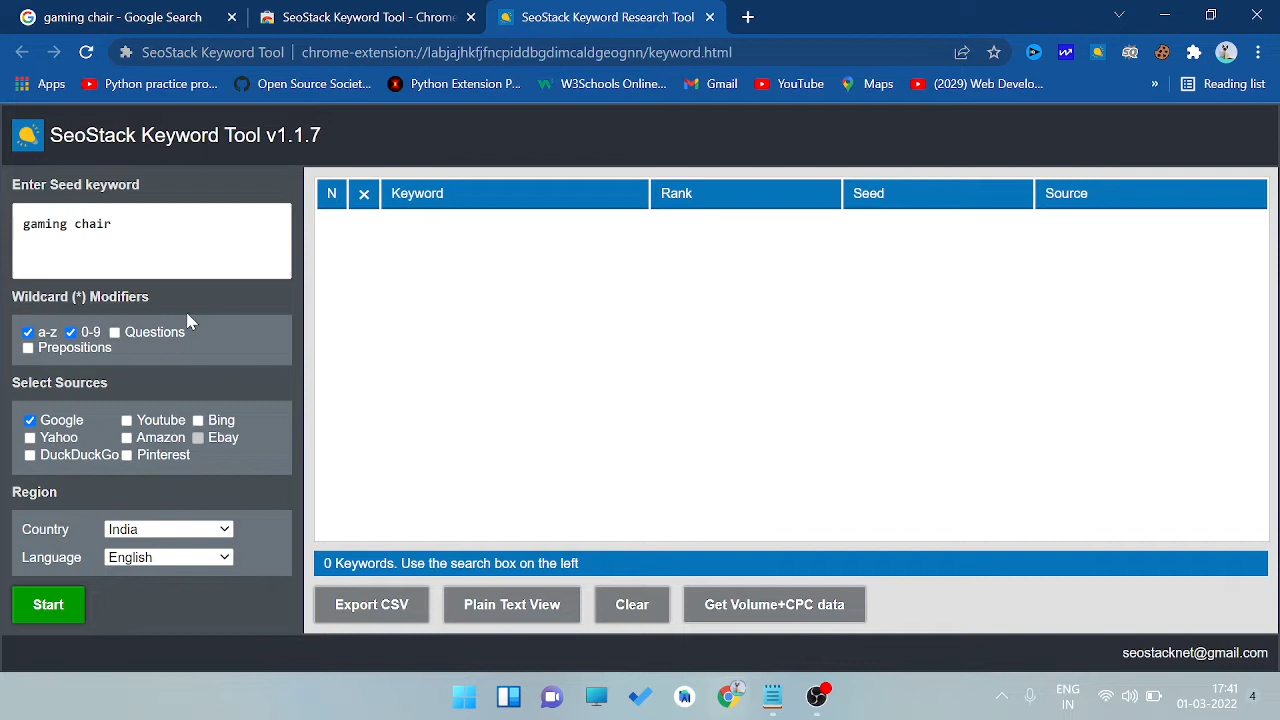 gaming chair - Google Search
SeoStack Keyword Tool - Chrome
SeoStack Keyword Research Tool
SeoStack Keyword Tool | chrome-extension://labjajhkfjfncpiddbgdimcaldgeognn/keyword.html
Apps
Python practice pro...
Open Source Societ...
Python Extension P...
W3Schools Online...
Gmail
YouTube
Maps
(2029) Web Develo...
»
Reading list
SeoStack Keyword Tool v1.1.7
Enter Seed keyword
gaming chair
Wildcard (*) Modifiers
a-z 0-9 Questions
Prepositions
Select Sources
Google Youtube Bing
Yahoo Amazon Ebay
DuckDuckGo Pinterest
Region
Country India
Language English
Start
N × Keyword Rank Seed Source
0 Keywords. Use the search box on the left
Export CSV Plain Text View Clear Get Volume+CPC data
seostacknet@gmail.com
ENG
IN
17:41
01-03-2022
4